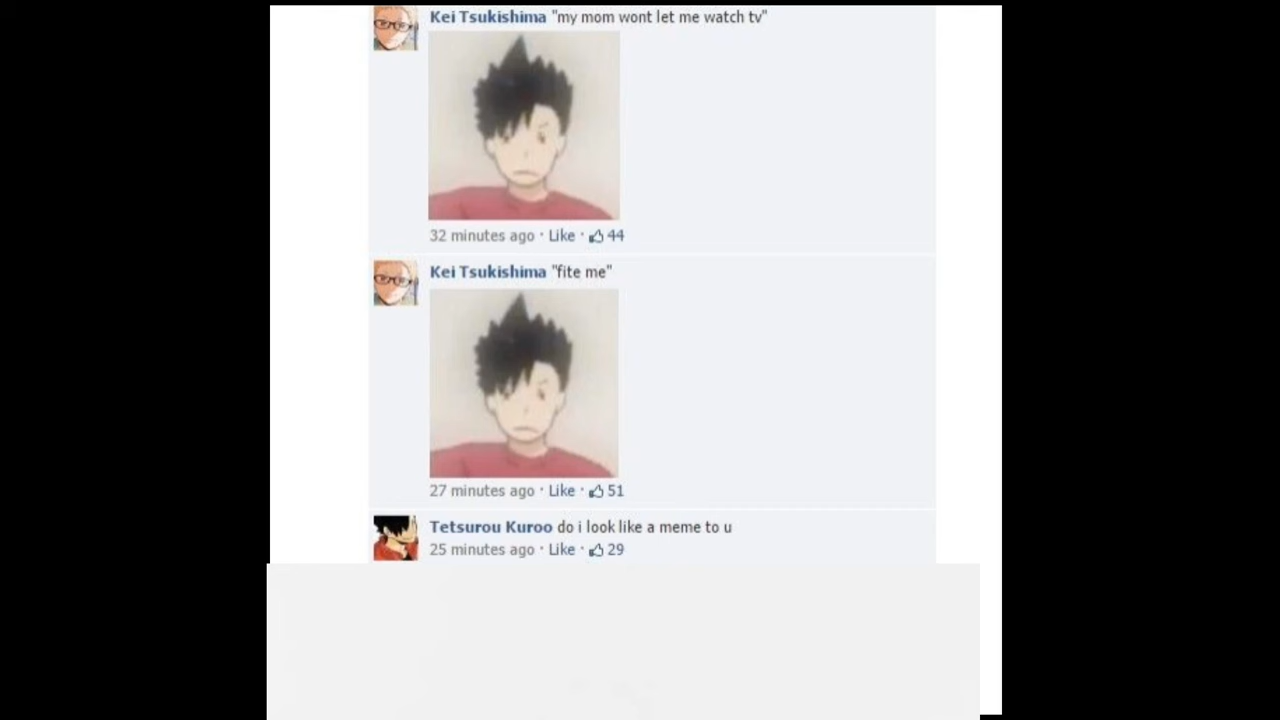 Kei Tsukishima "my mom wont let me watch tv"
32 minutes ago · Like · 44
Kei Tsukishima "fite me"
27 minutes ago · Like · 51
Tetsurou Kuroo do i look like a meme to u
25 minutes ago · Like · 29